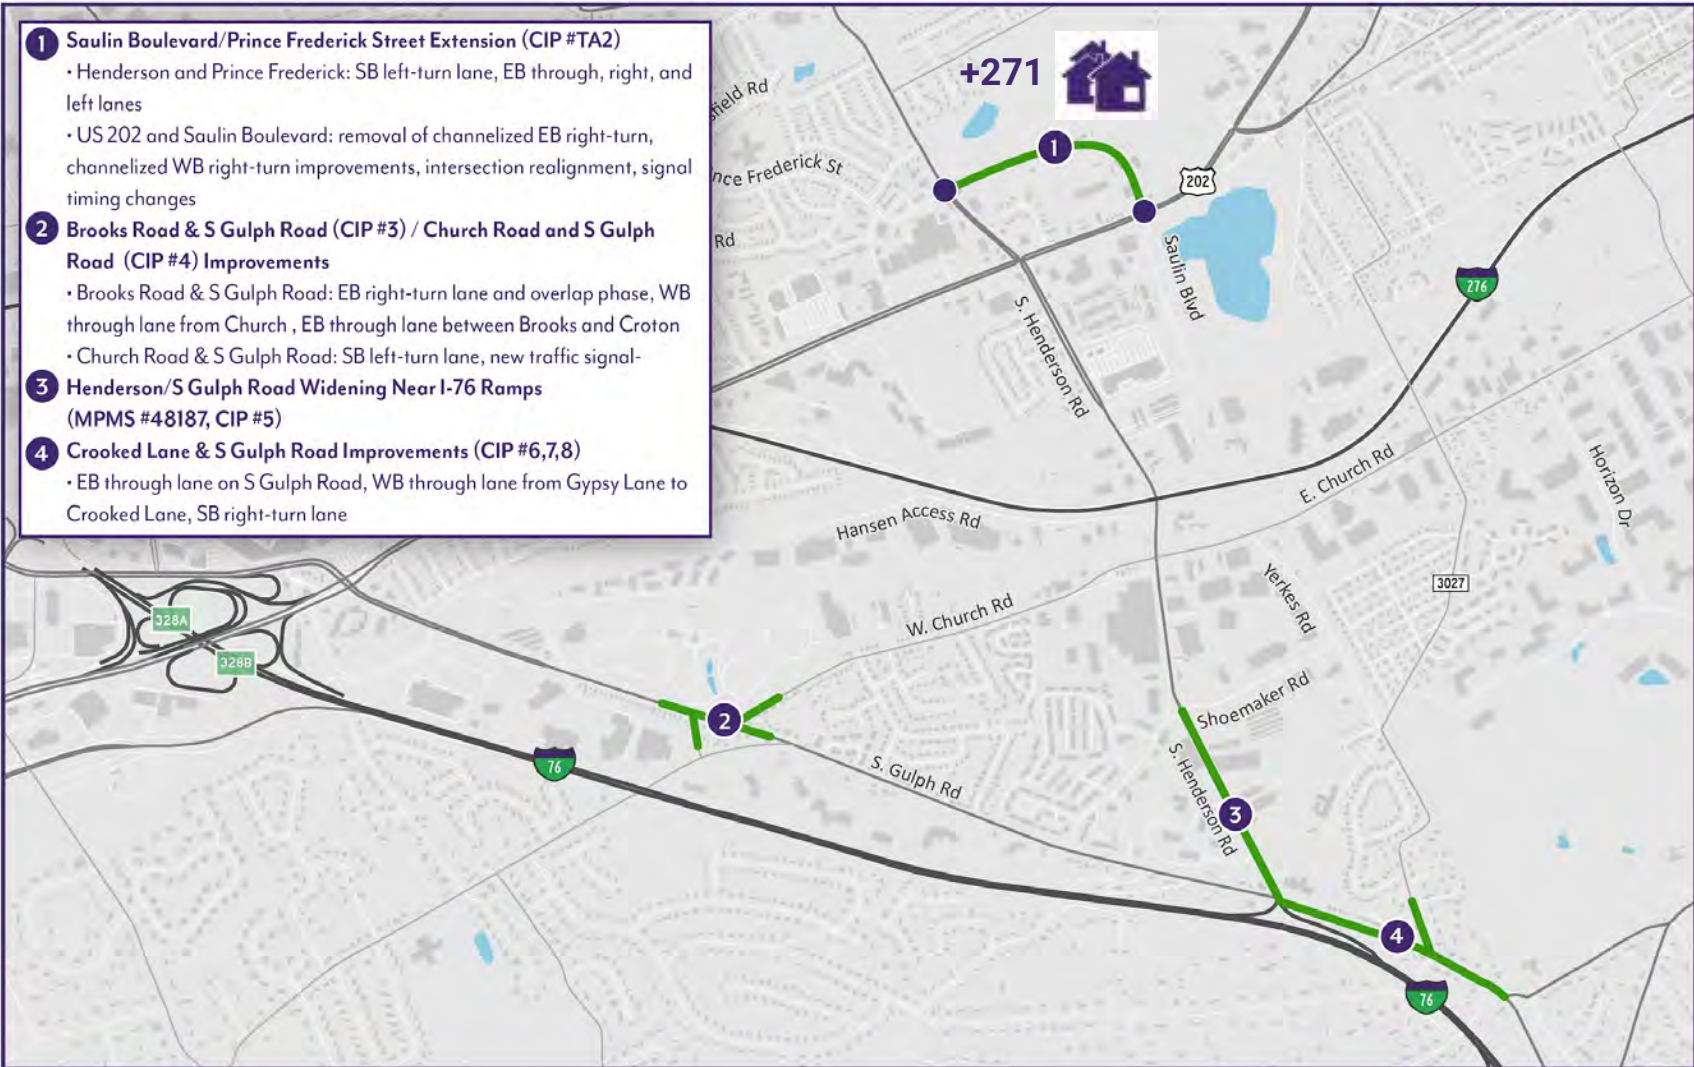 1 Saulin Boulevard/Prince Frederick Street Extension (CIP #TA2)
· Henderson and Prince Frederick: SB left-turn lane, EB through, right, and
left lanes
· US 202 and Saulin Boulevard: removal of channelized EB right-turn,
channelized WB right-turn improvements, intersection realignment, signal
timing changes
2 Brooks Road & S Gulph Road (CIP #3) / Church Road and S Gulph
Road (CIP #4) Improvements
· Brooks Road & S Gulph Road: EB right-turn lane and overlap phase, WB
through lane from Church , EB through lane between Brooks and Croton
· Church Road & S Gulph Road: SB left-turn lane, new traffic signal-
3 Henderson/S Gulph Road Widening Near I-76 Ramps
(MPMS #48187, CIP #5)
4 Crooked Lane & S Gulph Road Improvements (CIP #6,7,8)
· EB through lane on S Gulph Road, WB through lane from Gypsy Lane to
Crooked Lane, SB right-turn lane
+271
sfield Rd
1
nce Frederick St
202
Rd
Saulin Blvd
276
S. Henderson Rd
E. Church Rd
Horizon Dr
Hansen Access Rd
Yerkes Rd
3027
328A
W. Church Rd
328B
Shoemaker Rd
2
76
S. Gulph Rd
S. Henderson Rd
3
4
76